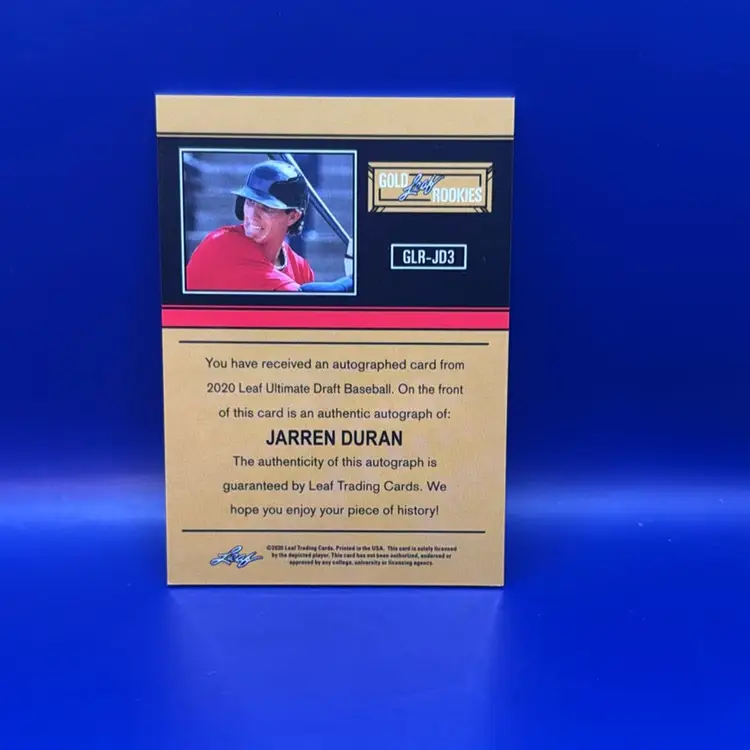 GOLD Leaf ROOKIES
GLR-JD3
You have received an autographed card from
2020 Leaf Ultimate Draft Baseball. On the front
of this card is an authentic autograph of:
JARREN DURAN
The authenticity of this autograph is
guaranteed by Leaf Trading Cards. We
hope you enjoy your piece of history!
Leaf
©2020 Leaf Trading Cards. Printed in the USA. This card is solely licensed
by the depicted player. This card has not been authorized, endorsed or
approved by any college, university or licensing agency.